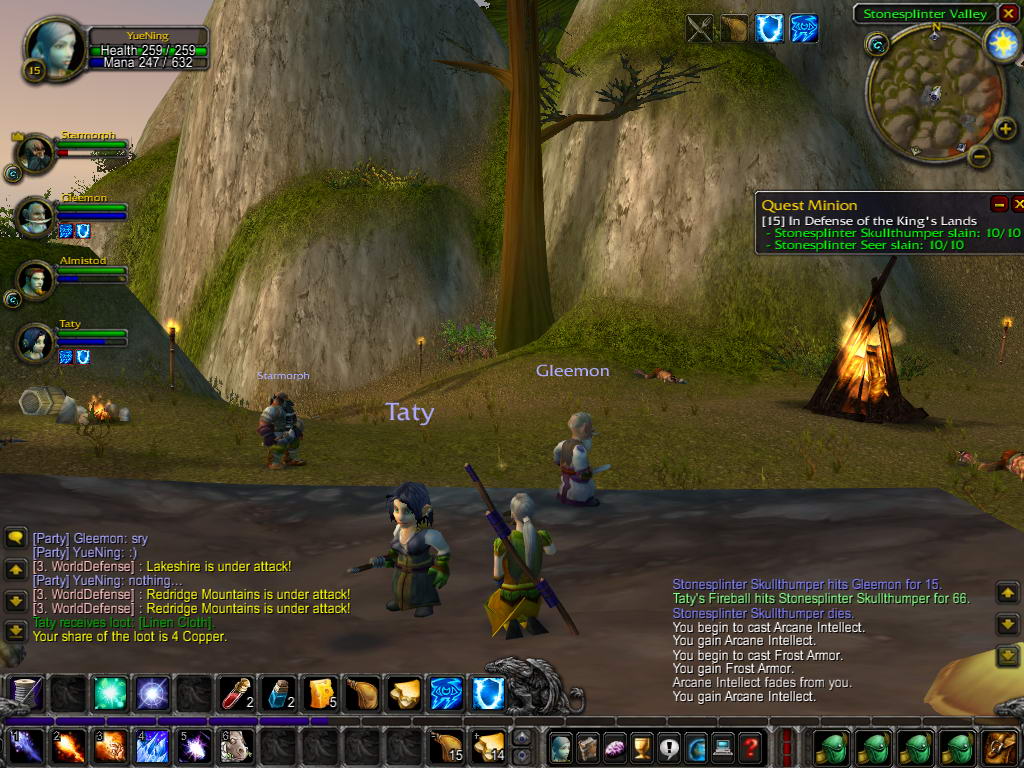 YueNing
Health 259 / 259
Mana 247 / 632
15
Stonesplinter Valley
N
Starmorph
Gleemon
Almistod
Taty
Quest Minion
[15] In Defense of the King's Lands
- Stonesplinter Skullthumper slain: 10/10
- Stonesplinter Seer slain: 10/10
Starmorph
Gleemon
Taty
[Party] Gleemon: sry
[Party] YueNing: :)
[3. WorldDefense] : Lakeshire is under attack!
[Party] YueNing: nothing...
[3. WorldDefense] : Redridge Mountains is under attack!
[3. WorldDefense] : Redridge Mountains is under attack!
Taty receives loot: [Linen Cloth].
Your share of the loot is 4 Copper.
Stonesplinter Skullthumper hits Gleemon for 15.
Taty's Fireball hits Stonesplinter Skullthumper for 66.
Stonesplinter Skullthumper dies.
You begin to cast Arcane Intellect.
You gain Arcane Intellect.
You begin to cast Frost Armor.
You gain Frost Armor.
Arcane Intellect fades from you.
You gain Arcane Intellect.
2 2 5
1 2 3 4 5 6 15 14